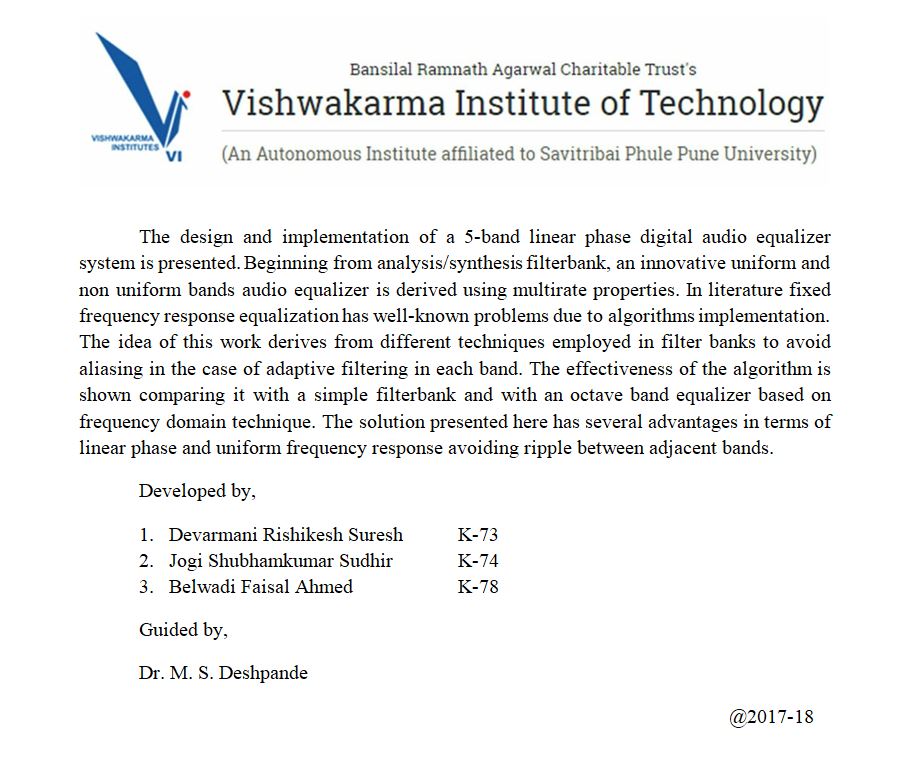 Bansilal Ramnath Agarwal Charitable Trust's
Vishwakarma Institute of Technology
(An Autonomous Institute affiliated to Savitribai Phule Pune University)
VISHWAKARMA
INSTITUTES
VI
The design and implementation of a 5-band linear phase digital audio equalizer
system is presented. Beginning from analysis/synthesis filterbank, an innovative uniform and
non uniform bands audio equalizer is derived using multirate properties. In literature fixed
frequency response equalization has well-known problems due to algorithms implementation.
The idea of this work derives from different techniques employed in filter banks to avoid
aliasing in the case of adaptive filtering in each band. The effectiveness of the algorithm is
shown comparing it with a simple filterbank and with an octave band equalizer based on
frequency domain technique. The solution presented here has several advantages in terms of
linear phase and uniform frequency response avoiding ripple between adjacent bands.
Developed by,
1. Devarmani Rishikesh Suresh K-73
2. Jogi Shubhamkumar Sudhir K-74
3. Belwadi Faisal Ahmed K-78
Guided by,
Dr. M. S. Deshpande
@2017-18